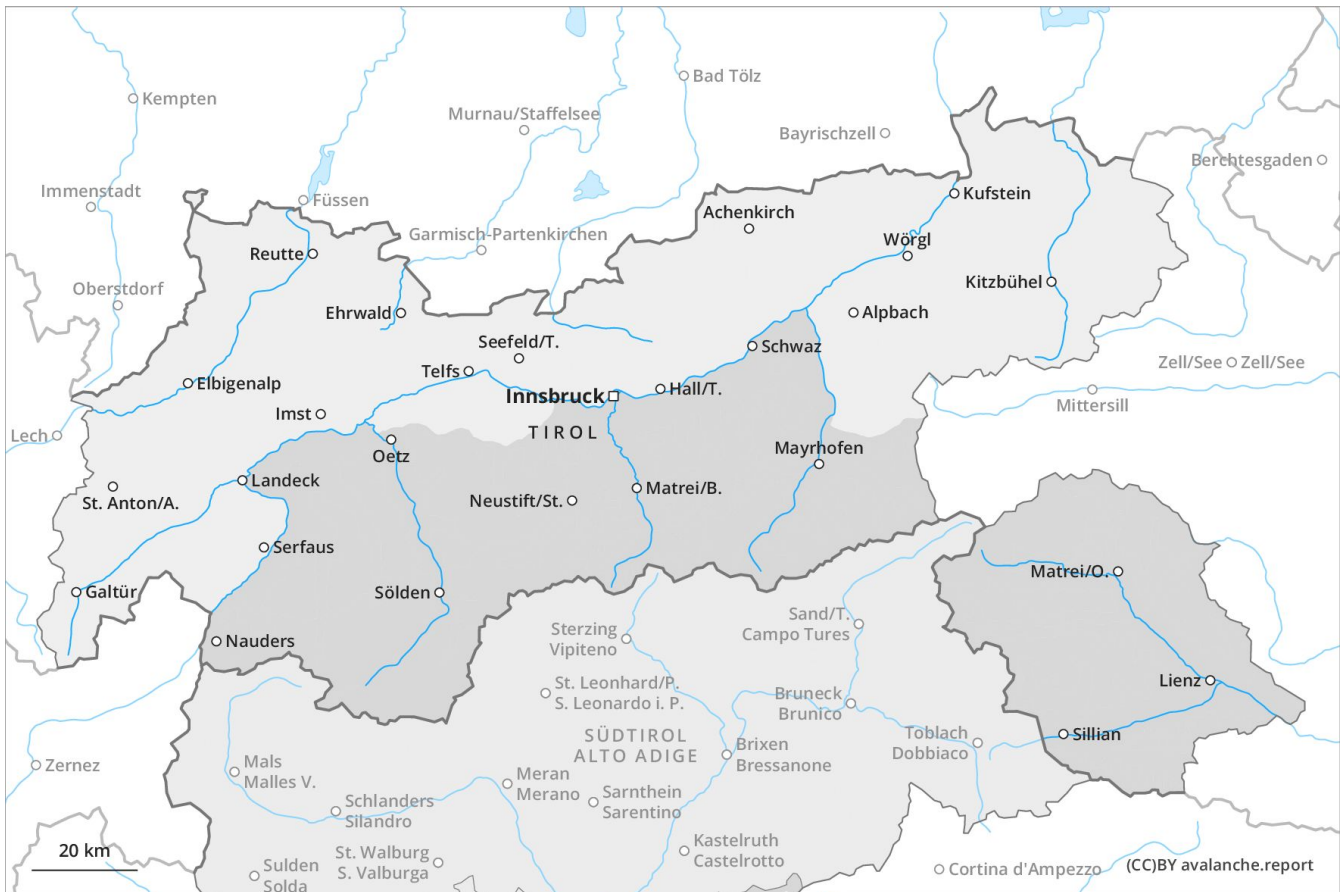 Kempten
Bad Tölz
Murnau/Staffelsee
Bayrischzell
Berchtesgaden
Immenstadt
Füssen
Kufstein
Achenkirch
Garmisch-Partenkirchen
Wörgl
Reutte
Oberstdorf
Kitzbühel
Ehrwald
Alpbach
Seefeld/T.
Schwaz
Telfs
Zell/See
Zell/See
Elbigenalp
Innsbruck
Hall/T.
Mittersill
Imst
Lech
TIROL
Oetz
Mayrhofen
Landeck
Matrei/B.
St. Anton/A.
Neustift/St.
Serfaus
Matrei/O.
Galtür
Sölden
Sand/T.
Campo Tures
Nauders
Sterzing
Vipiteno
Lienz
St. Leonhard/P.
S. Leonardo i. P.
Bruneck
Brunico
SÜDTIROL
ALTO ADIGE
Toblach
Dobbiaco
Sillian
Brixen
Bressanone
Zernez
Mals
Malles V.
Meran
Merano
Sarnthein
Sarentino
Schlanders
Silandro
Kastelruth
Castelrotto
20 km
St. Walburg
S. Valburga
Sulden
Solda
Cortina d'Ampezzo
(CC)BY avalanche.report